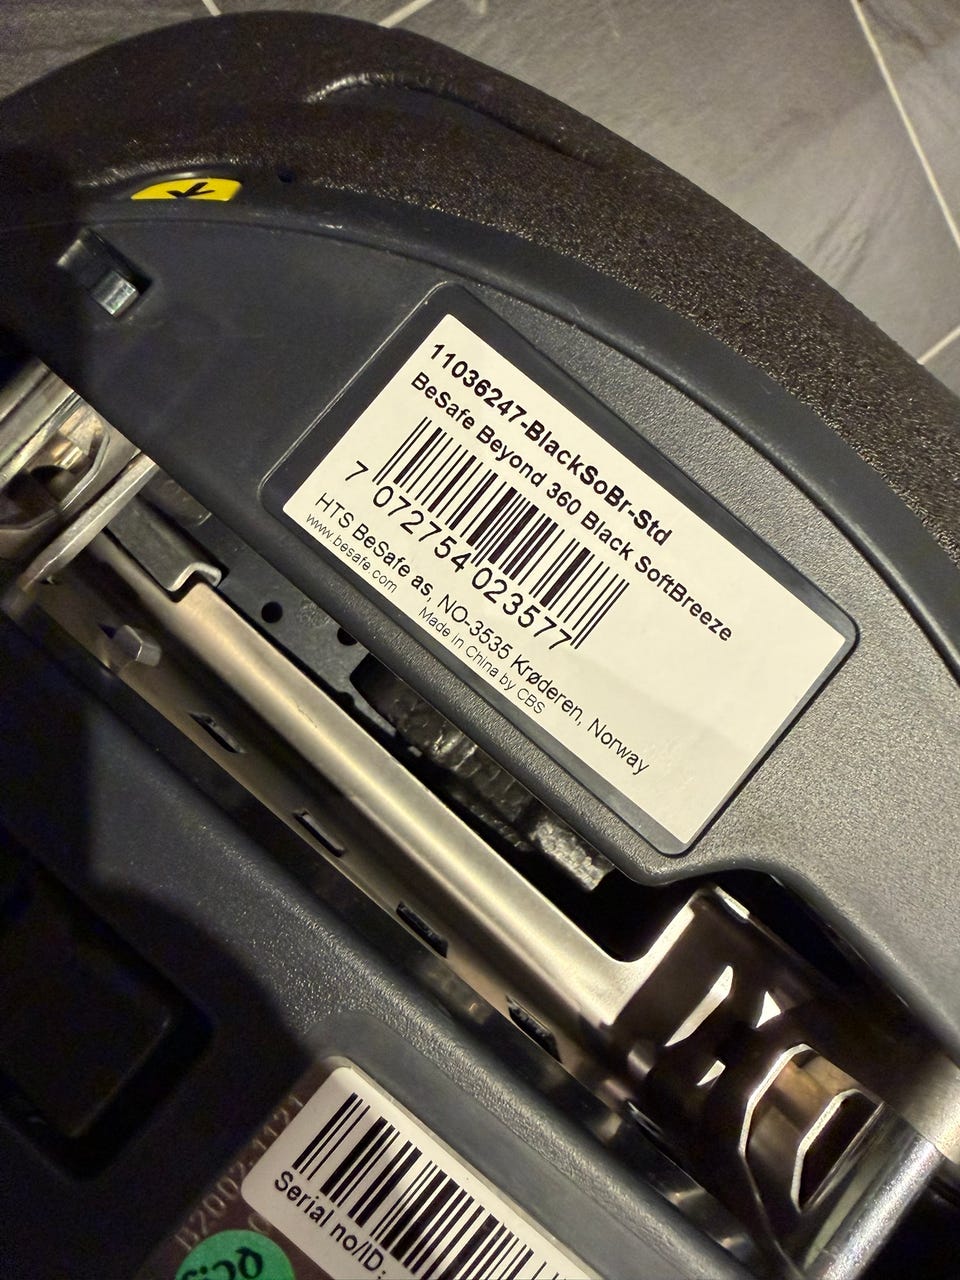 11036247-BlackSoBr-Std
BeSafe Beyond 360 Black SoftBreeze
7 072754 023577
HTS BeSafe as, NO-3535 Krøderen, Norway
www.besafe.com Made in China by CBS
Serial no/ID: